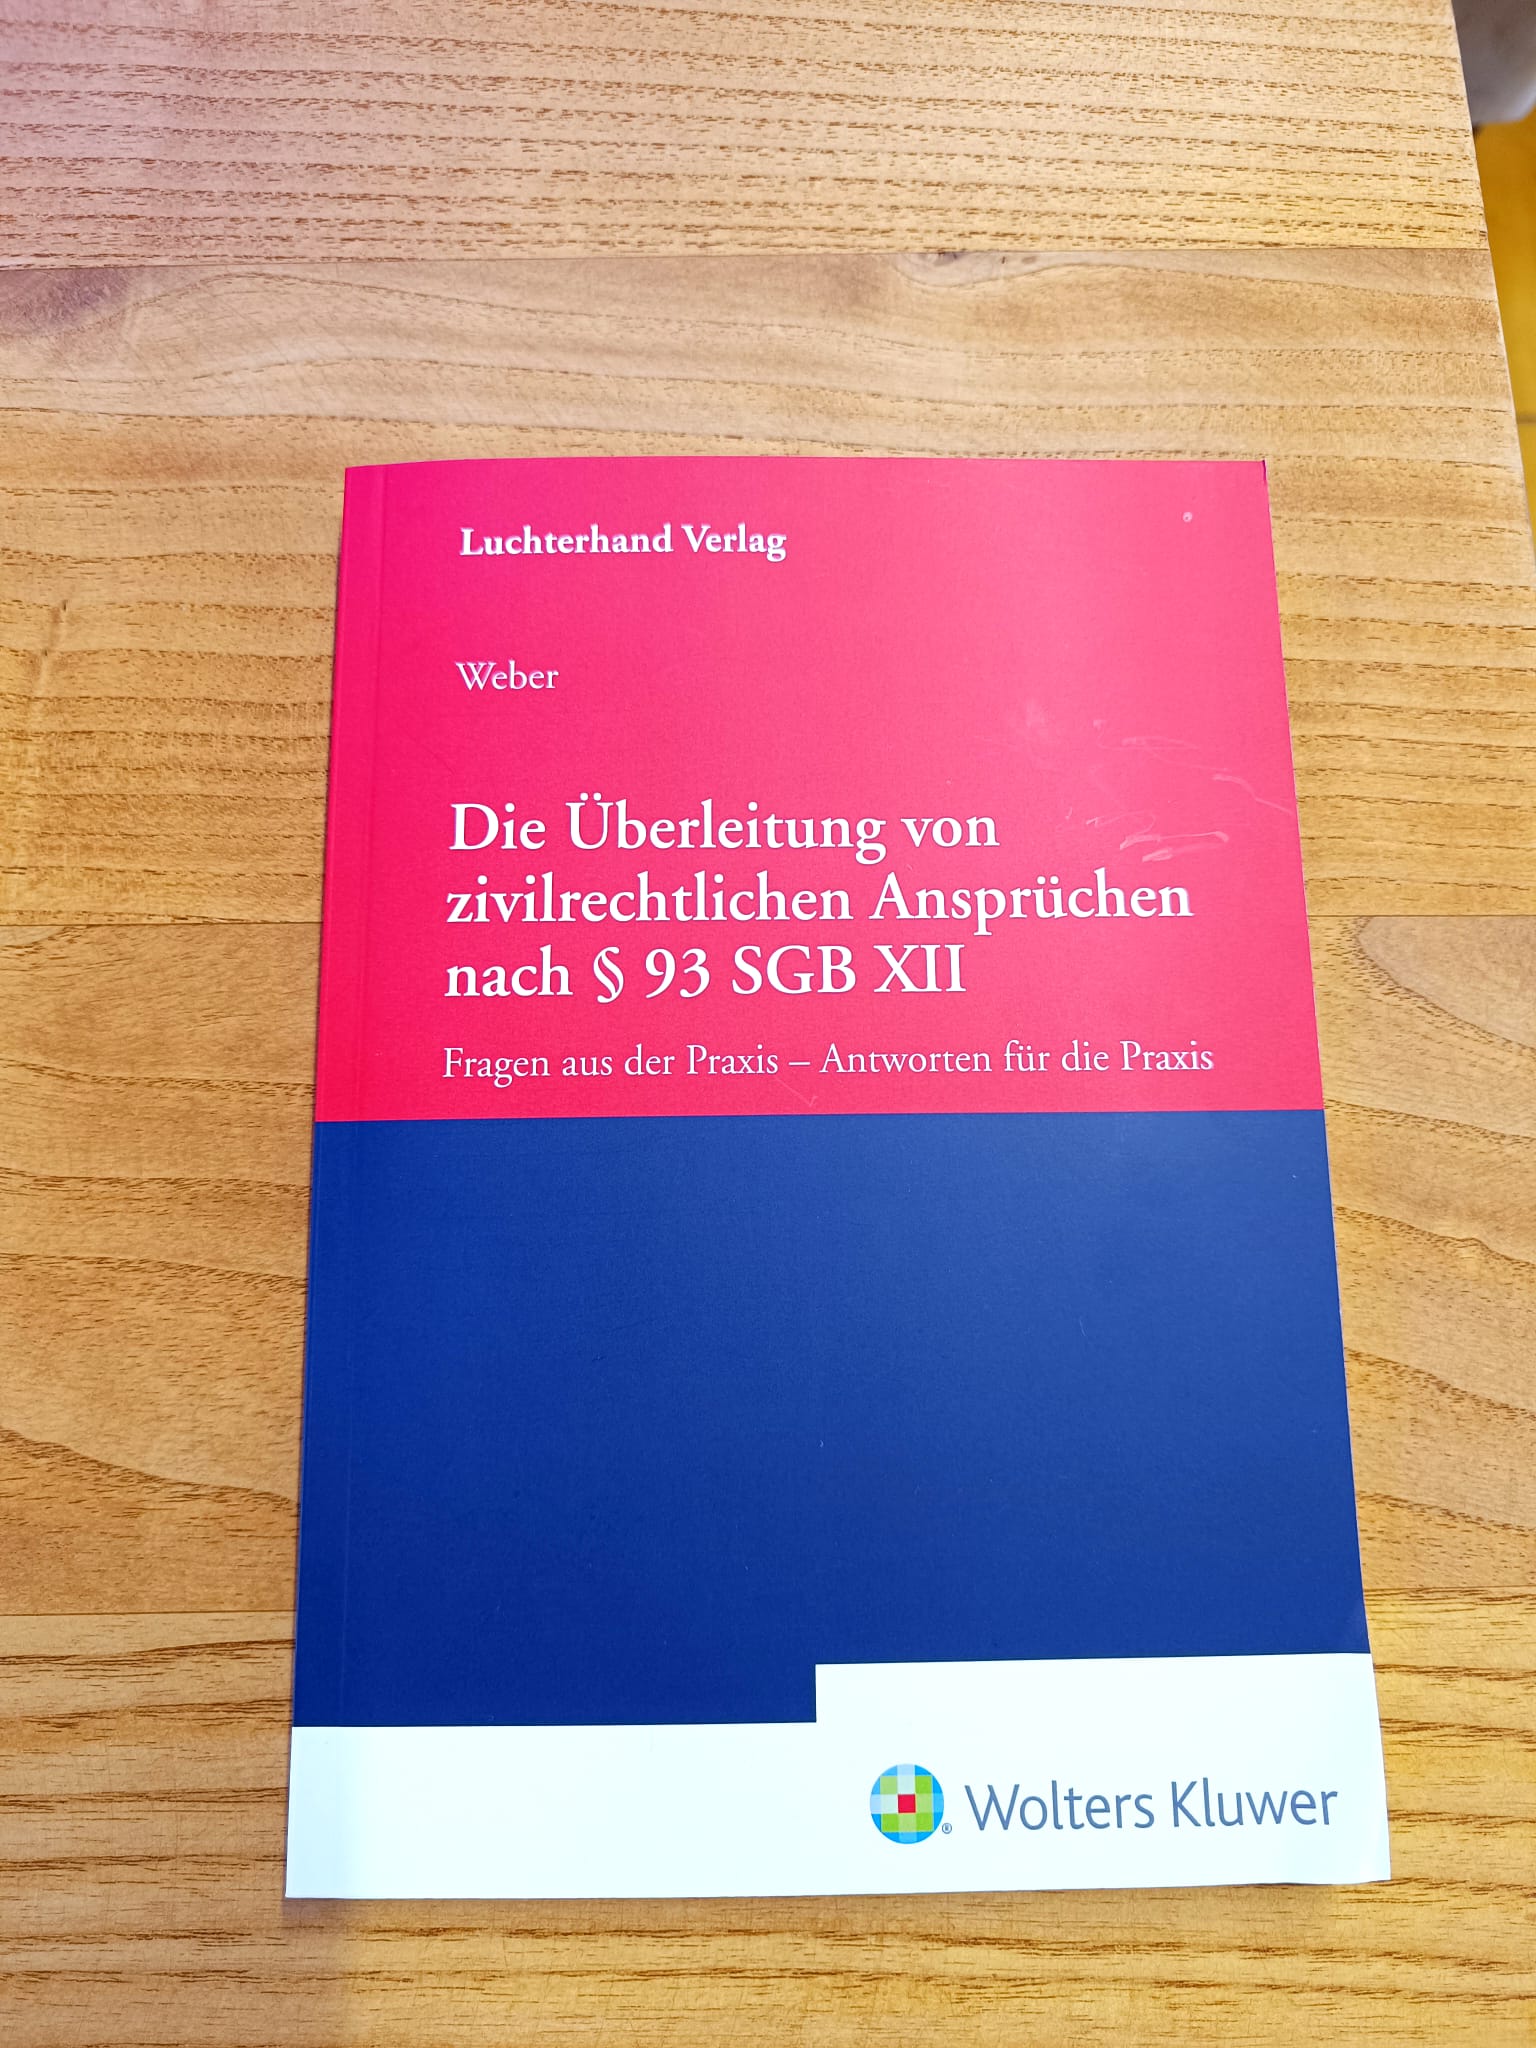 Luchterhand Verlag
Weber
Die Überleitung von
zivilrechtlichen Ansprüchen
nach § 93 SGB XII
Fragen aus der Praxis – Antworten für die Praxis
® Wolters Kluwer